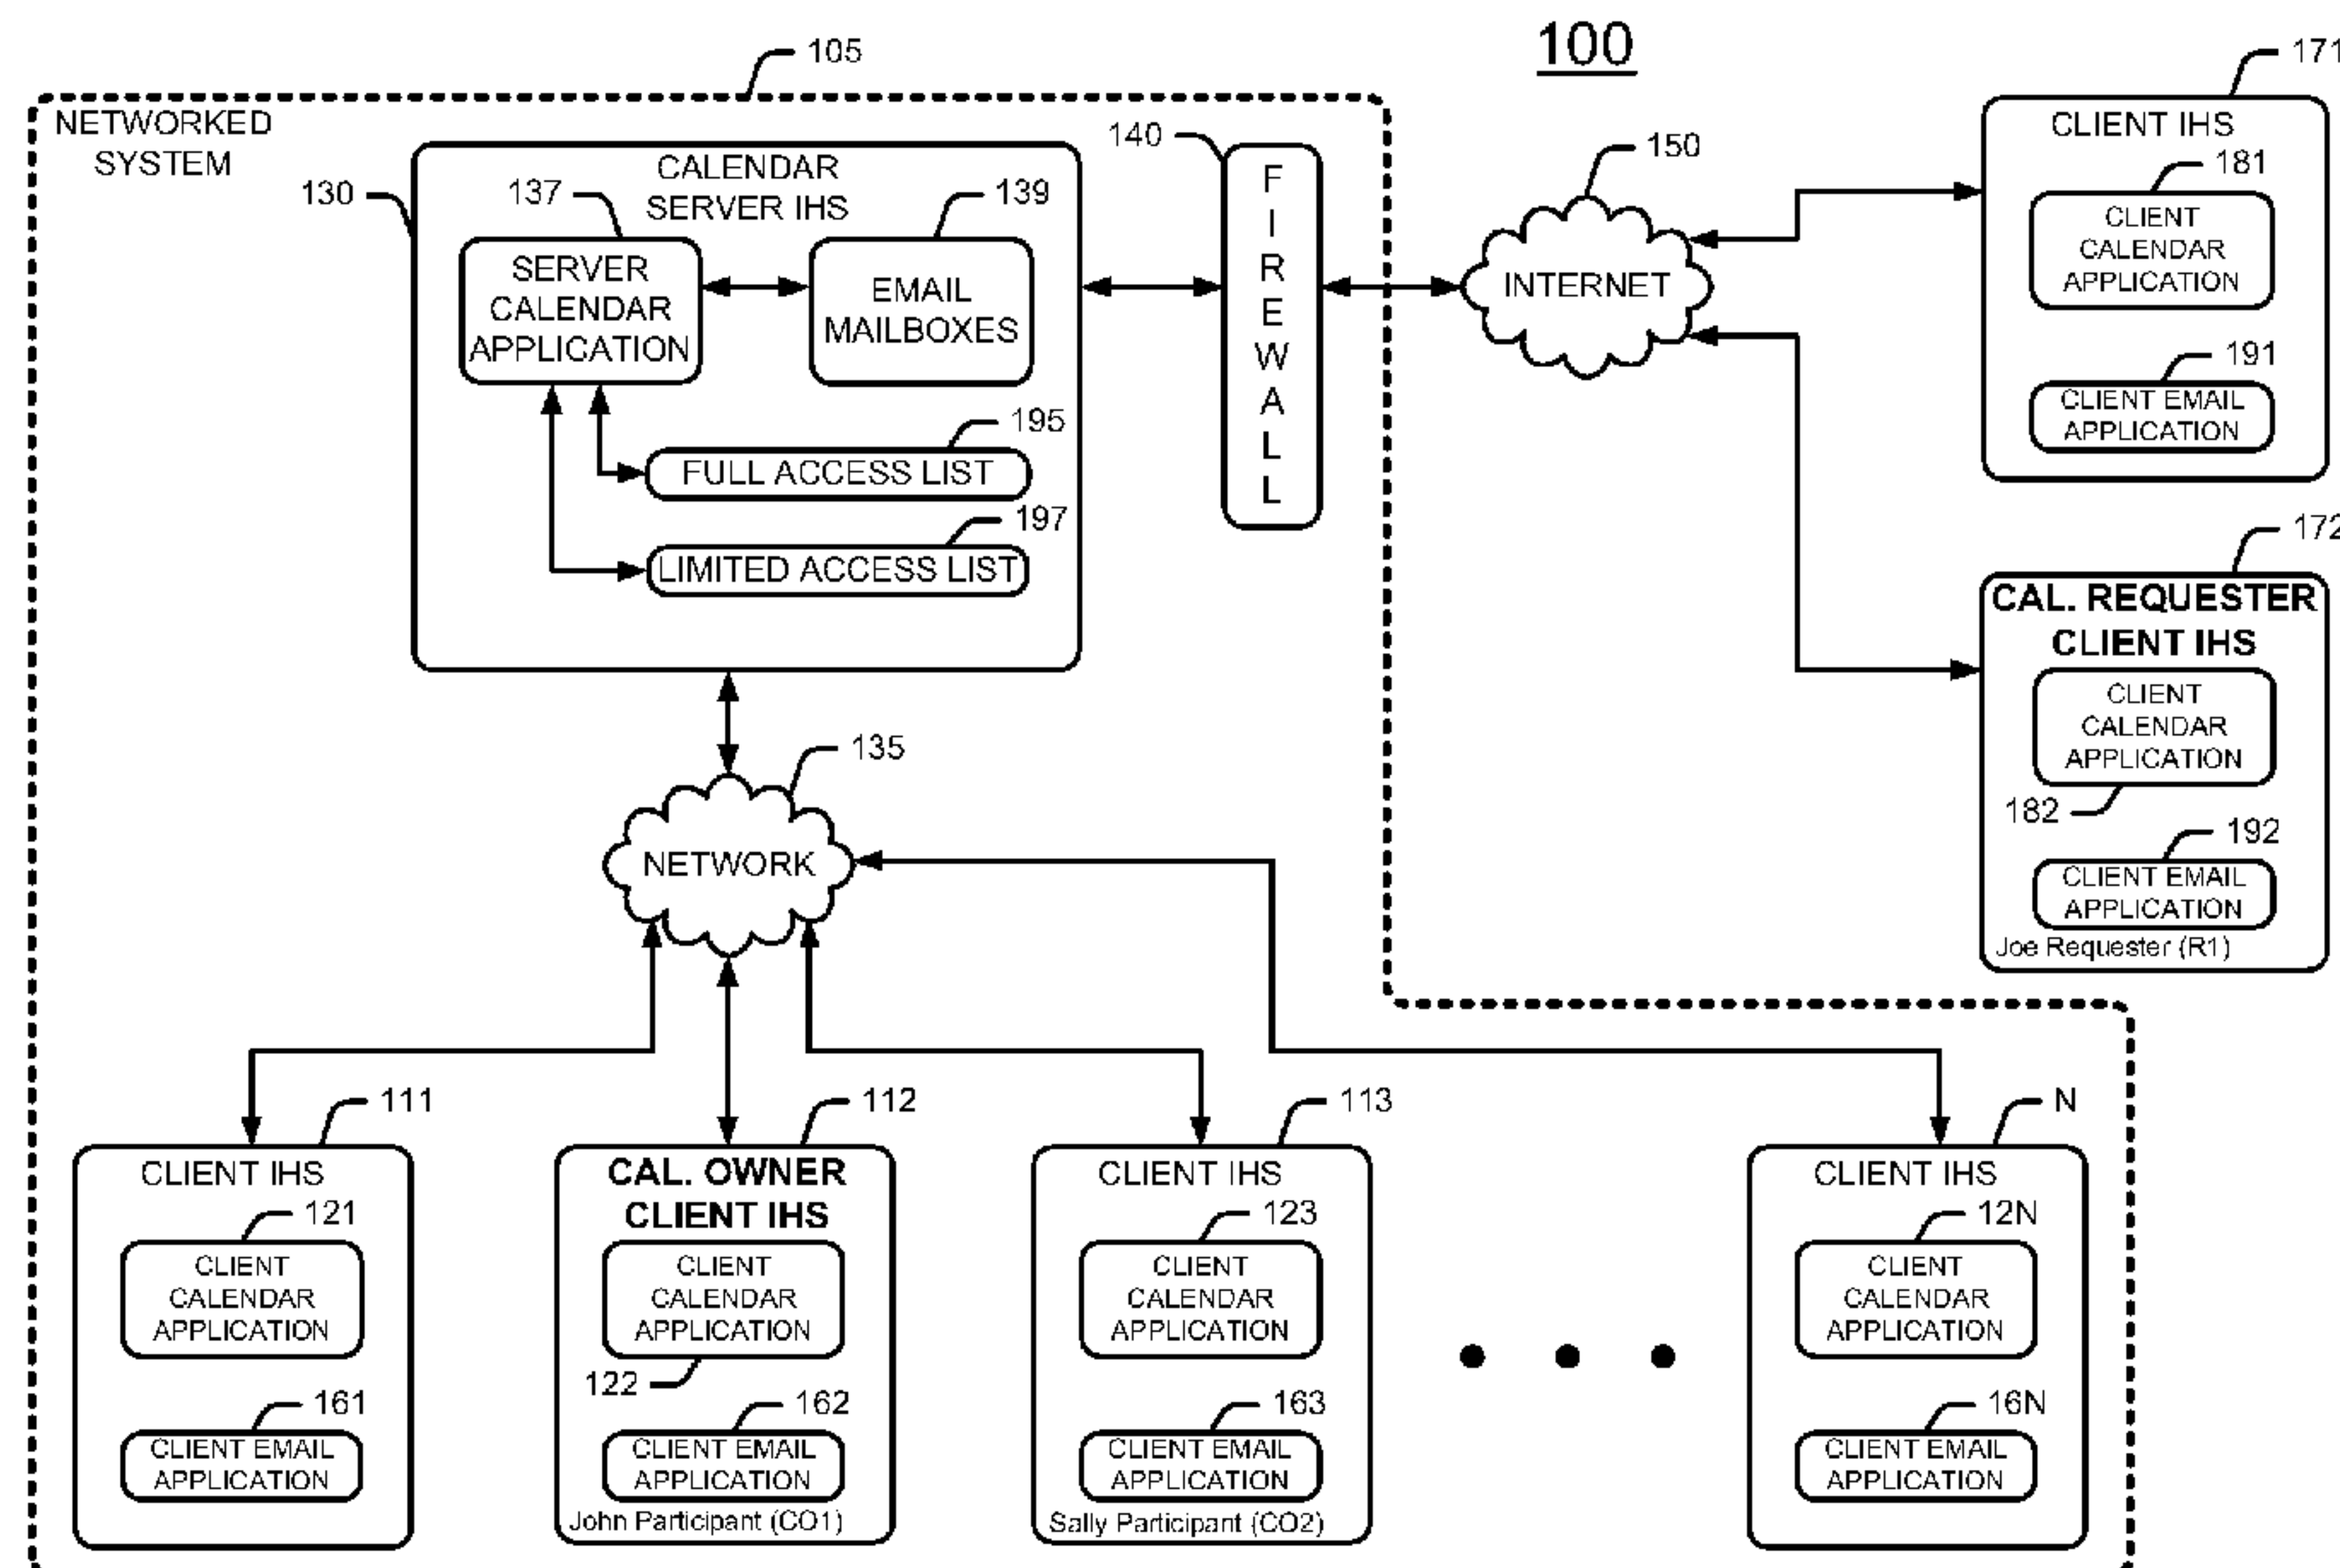 100
105
171
NETWORKED
SYSTEM
CALENDAR
SERVER IHS
130
137
139
SERVER
CALENDAR
APPLICATION
EMAIL
MAILBOXES
195
FULL ACCESS LIST
197
LIMITED ACCESS LIST
140
F
I
R
E
W
A
L
L
150
INTERNET
CLIENT IHS
181
CLIENT
CALENDAR
APPLICATION
191
CLIENT EMAIL
APPLICATION
172
CAL. REQUESTER
CLIENT IHS
CLIENT
CALENDAR
APPLICATION
182
192
CLIENT EMAIL
APPLICATION
Joe Requester (R1)
135
NETWORK
111
CLIENT IHS
121
CLIENT
CALENDAR
APPLICATION
161
CLIENT EMAIL
APPLICATION
112
CAL. OWNER
CLIENT IHS
CLIENT
CALENDAR
APPLICATION
122
162
CLIENT EMAIL
APPLICATION
John Participant (CO1)
113
CLIENT IHS
123
CLIENT
CALENDAR
APPLICATION
163
CLIENT EMAIL
APPLICATION
Sally Participant (CO2)
N
CLIENT IHS
12N
CLIENT
CALENDAR
APPLICATION
16N
CLIENT EMAIL
APPLICATION